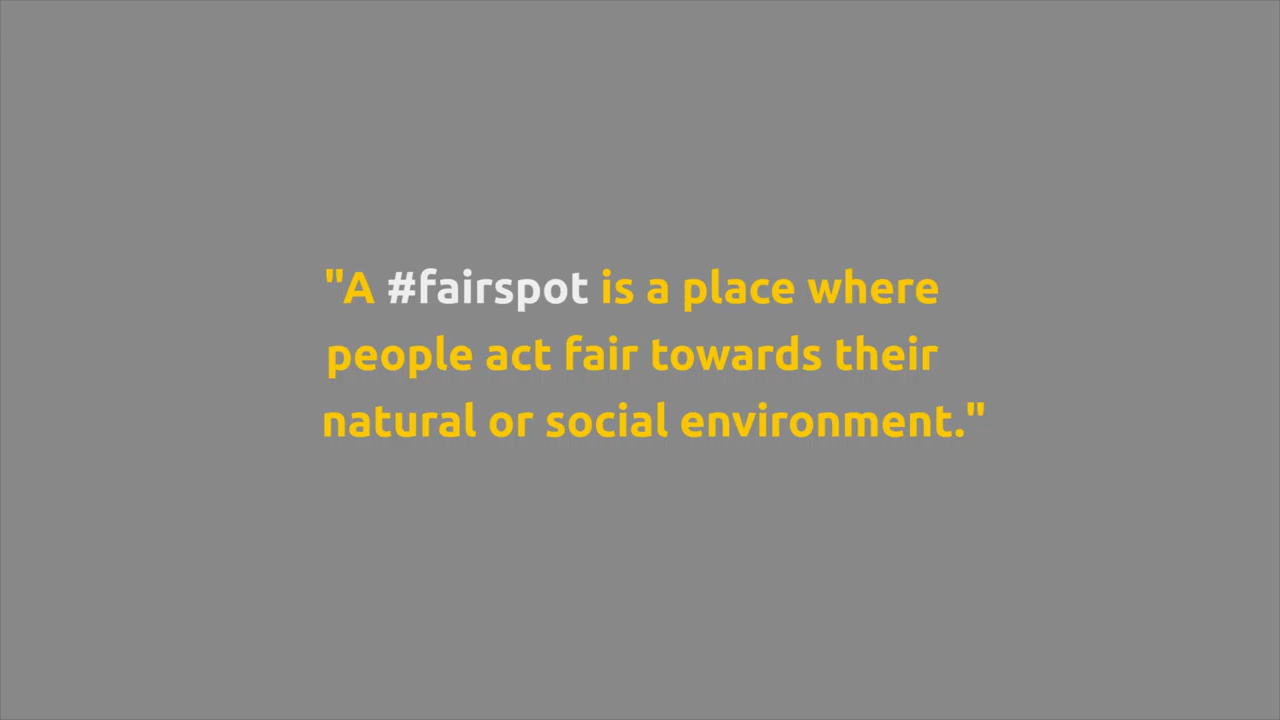 "A #fairspot is a place where
people act fair towards their
natural or social environment."